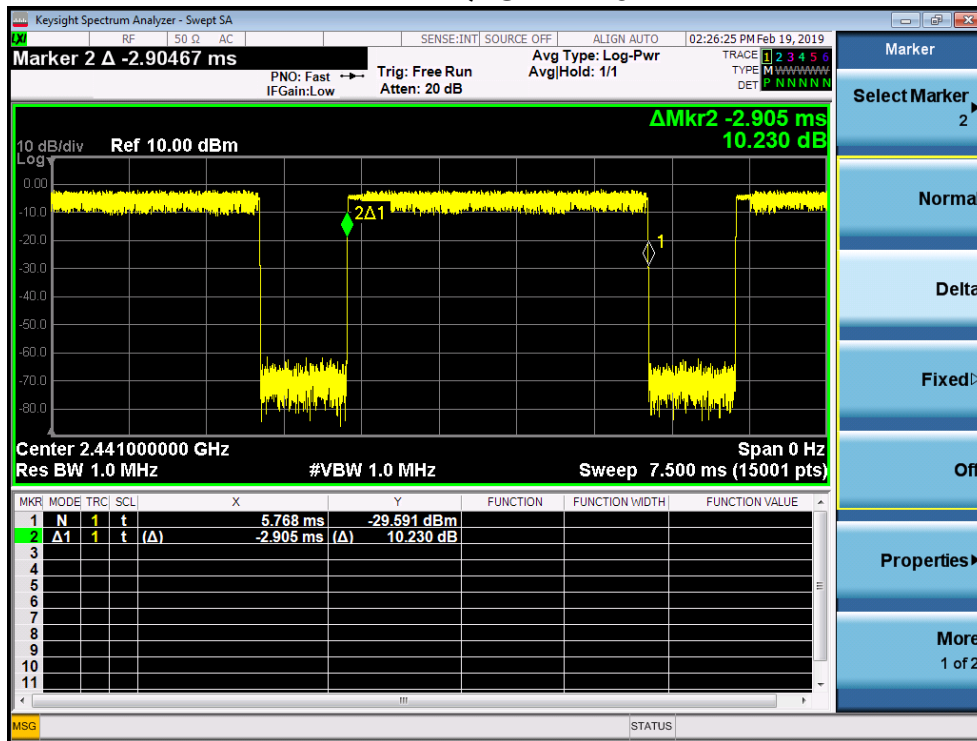 Keysight Spectrum Analyzer - Swept SA
LXI RF 50 Ω AC SENSE:INT SOURCE OFF ALIGN AUTO 02:26:25 PM Feb 19, 2019
Marker 2 Δ -2.90467 ms
PNO: Fast
IFGain:Low
Trig: Free Run
Atten: 20 dB
Avg Type: Log-Pwr
Avg|Hold: 1/1
TRACE 1 2 3 4 5 6
TYPE M W W W W W
DET P N N N N N
ΔMkr2 -2.905 ms
10.230 dB
10 dB/div Ref 10.00 dBm
Log
0.00
-10.0
-20.0
-30.0
-40.0
-50.0
-60.0
-70.0
-80.0
2Δ1
1
Center 2.441000000 GHz Span 0 Hz
Res BW 1.0 MHz #VBW 1.0 MHz Sweep 7.500 ms (15001 pts)
MKR MODE TRC SCL X Y FUNCTION FUNCTION WIDTH FUNCTION VALUE
1 N 1 t 5.768 ms -29.591 dBm
2 Δ1 1 t (Δ) -2.905 ms (Δ) 10.230 dB
3
4
5
6
7
8
9
10
11
MSG STATUS
Marker
Select Marker
2
Norma
Delta
Fixed
Off
Properties
More
1 of 2